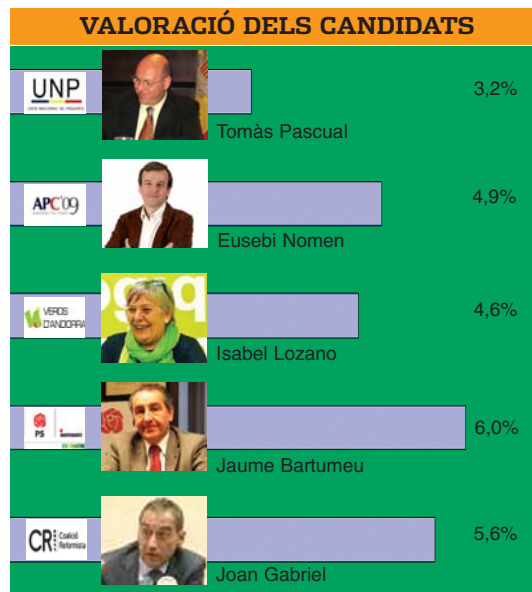 VALORACIÓ DELS CANDIDATS
UNP
3,2%
Tomàs Pascual
APC'09
4,9%
Eusebi Nomen
VERDS
D'ANDORRA
4,6%
Isabel Lozano
PS
6,0%
Jaume Bartumeu
CR Coalició
Reformista
5,6%
Joan Gabriel